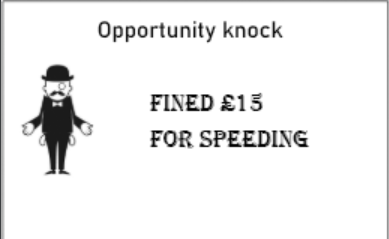 Opportunity knock
FINED £15
FOR SPEEDING